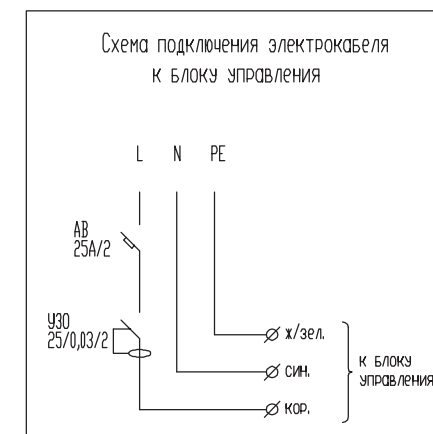 Схема подключения электрокабеля
к блоку управления
L N PE
АВ
25А/2
УЗО
25/0,03/2
ж/зел.
син.
кор.
к блоку
управления